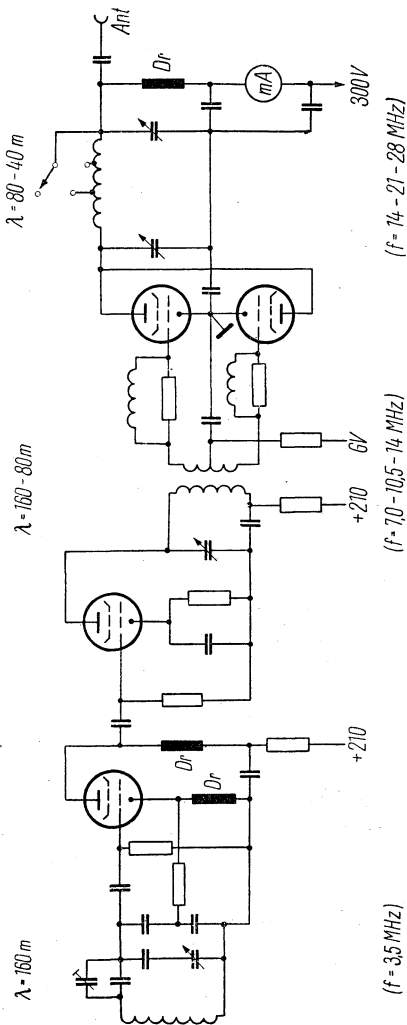 λ = 160 m
λ = 160 – 80 m
λ = 80 – 40 m
Ant
Dr
Dr
Dr
mA
+210
+210
6V
300V
(f = 3,5 MHz)
(f = 7,0 – 10,5 – 14 MHz)
(f = 14 – 21 – 28 MHz)